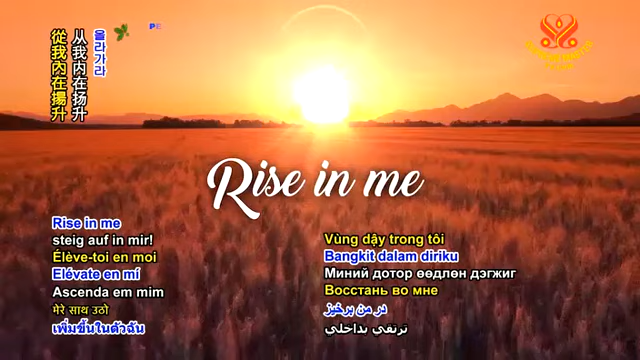 從我內在揚升
从我内在扬升
올라가라
PE
Rise in me
Rise in me
steig auf in mir!
Élève-toi en moi
Elévate en mí
Ascenda em mim
मेरे साथ उठो
เพิ่มขึ้นในตัวฉัน
Vùng dậy trong tôi
Bangkit dalam diriku
Миний дотор өөдлөн дэгжиг
Восстань во мне
در من برخیز
ترتقي بداخلي